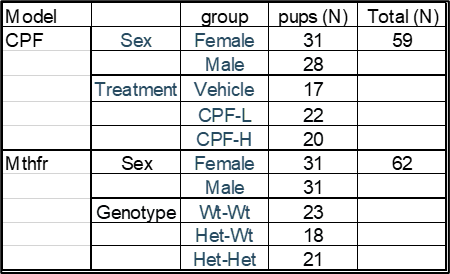 Model group pups (N) Total (N)
CPF Sex Female 31 59
Male 28
Treatment Vehicle 17
CPF-L 22
CPF-H 20
Mthfr Sex Female 31 62
Male 31
Genotype Wt-Wt 23
Het-Wt 18
Het-Het 21